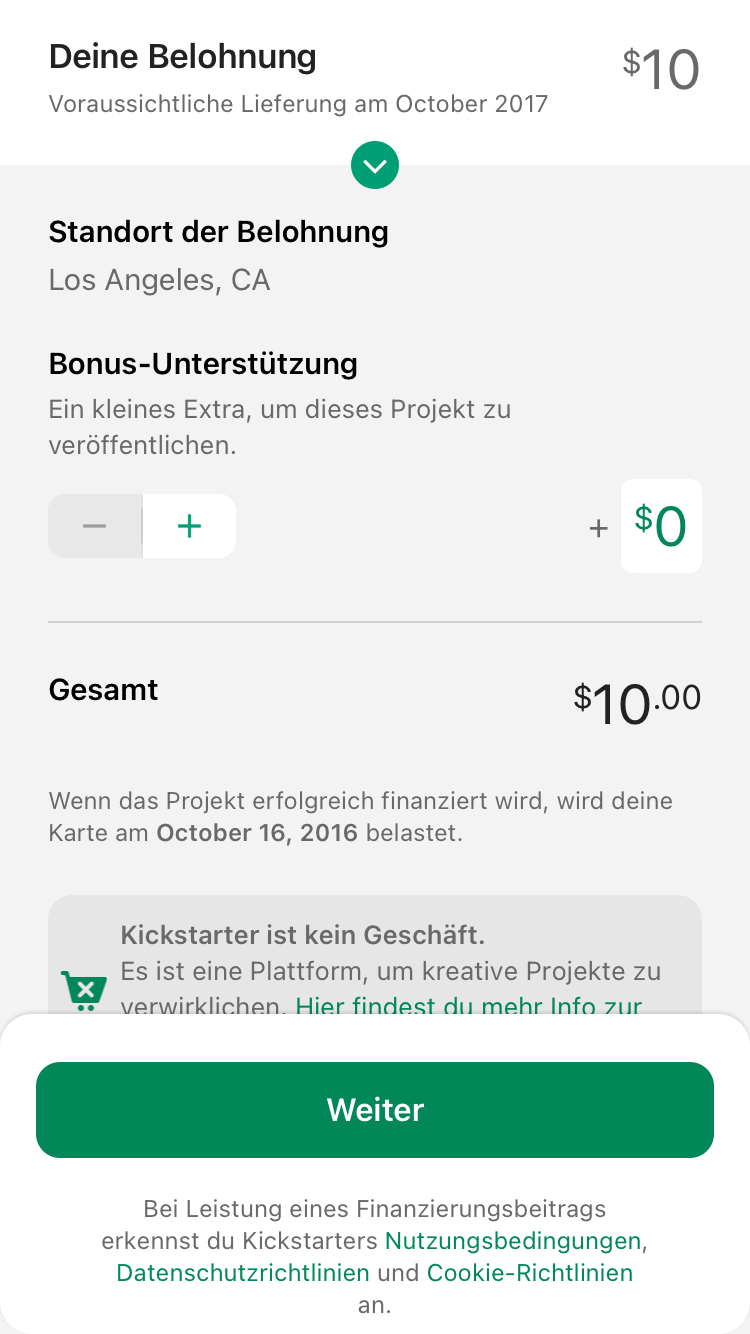 Deine Belohnung
$10
Voraussichtliche Lieferung am October 2017
Standort der Belohnung
Los Angeles, CA
Bonus-Unterstützung
Ein kleines Extra, um dieses Projekt zu
veröffentlichen.
− +
+ $0
Gesamt
$10.00
Wenn das Projekt erfolgreich finanziert wird, wird deine
Karte am October 16, 2016 belastet.
Kickstarter ist kein Geschäft.
Es ist eine Plattform, um kreative Projekte zu
verwirklichen. Hier findest du mehr Info zur
Weiter
Bei Leistung eines Finanzierungsbeitrags
erkennst du Kickstarters Nutzungsbedingungen,
Datenschutzrichtlinien und Cookie-Richtlinien
an.